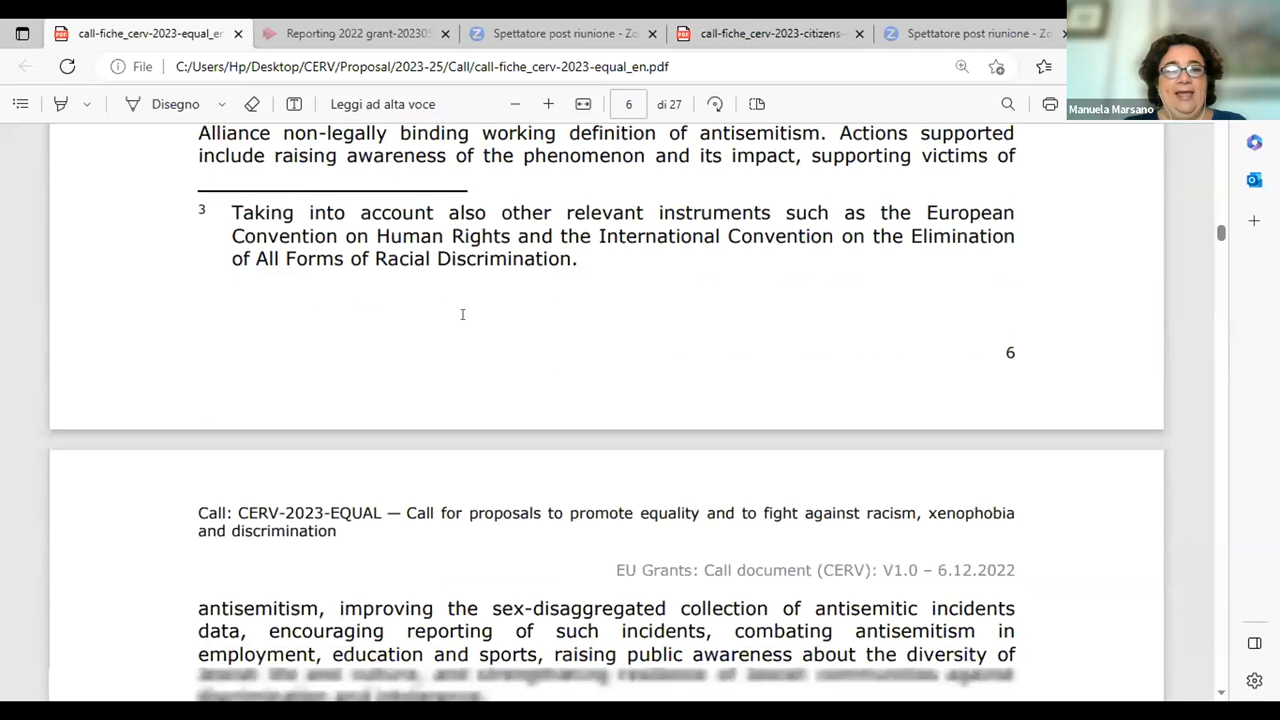 call-fiche_cerv-2023-equal_er
Reporting 2022 grant-202305
Spettatore post riunione - Zo
call-fiche_cerv-2023-citizens-
Spettatore post riunione - Zo
File
C:/Users/Hp/Desktop/CERV/Proposal/2023-25/Call/call-fiche_cerv-2023-equal_en.pdf
Manuela Marsano
Disegno
Leggi ad alta voce
6
di 27
Alliance non-legally binding working definition of antisemitism. Actions supported
include raising awareness of the phenomenon and its impact, supporting victims of
3 Taking into account also other relevant instruments such as the European
Convention on Human Rights and the International Convention on the Elimination
of All Forms of Racial Discrimination.
6
Call: CERV-2023-EQUAL — Call for proposals to promote equality and to fight against racism, xenophobia
and discrimination
EU Grants: Call document (CERV): V1.0 – 6.12.2022
antisemitism, improving the sex-disaggregated collection of antisemitic incidents
data, encouraging reporting of such incidents, combating antisemitism in
employment, education and sports, raising public awareness about the diversity of